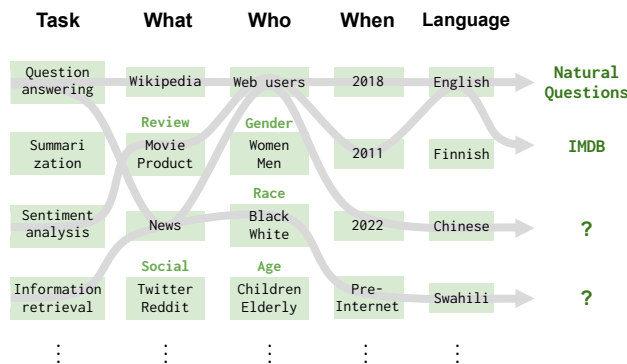 Task What Who When Language
Question answering Wikipedia Web users 2018 English Natural Questions
Review Gender
Summari zation Movie Product Women Men 2011 Finnish IMDB
Race
Sentiment analysis News Black White 2022 Chinese ?
Social Age
Information retrieval Twitter Reddit Children Elderly Pre- Internet Swahili ?
⋮ ⋮ ⋮ ⋮ ⋮